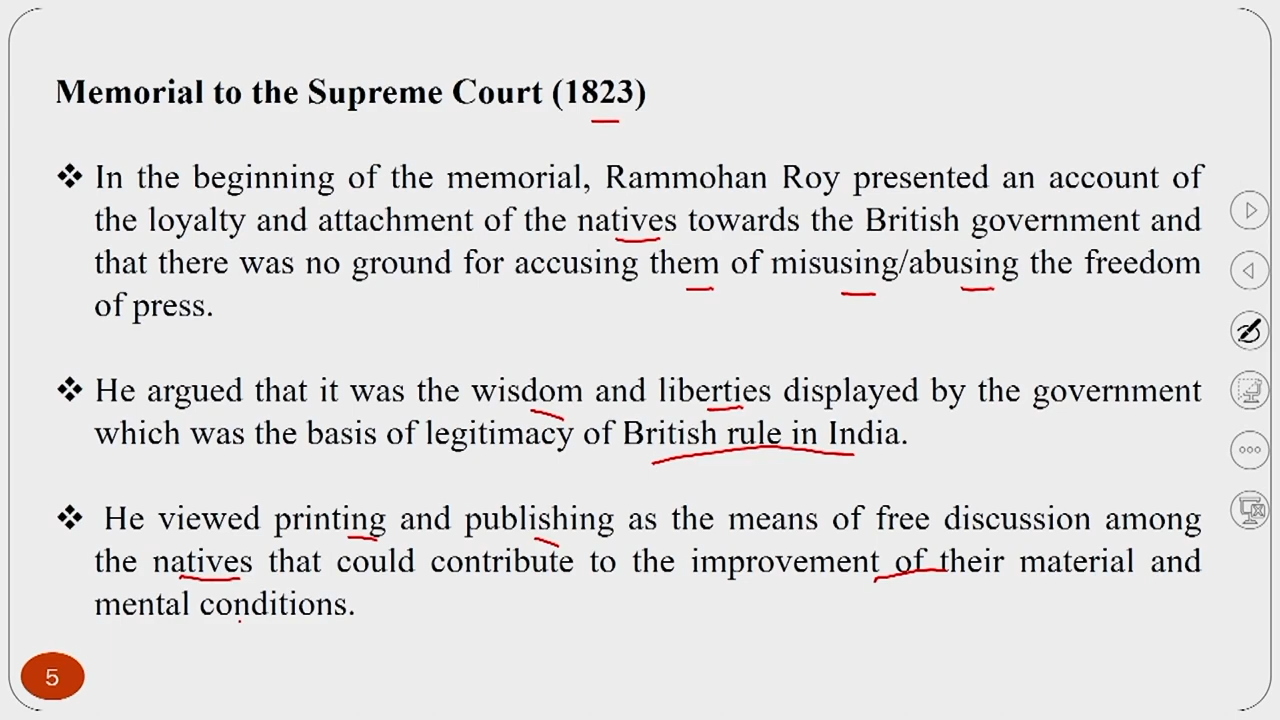 Memorial to the Supreme Court (1823)
❖ In the beginning of the memorial, Rammohan Roy presented an account of
the loyalty and attachment of the natives towards the British government and
that there was no ground for accusing them of misusing/abusing the freedom
of press.
❖ He argued that it was the wisdom and liberties displayed by the government
which was the basis of legitimacy of British rule in India.
❖ He viewed printing and publishing as the means of free discussion among
the natives that could contribute to the improvement of their material and
mental conditions.
5